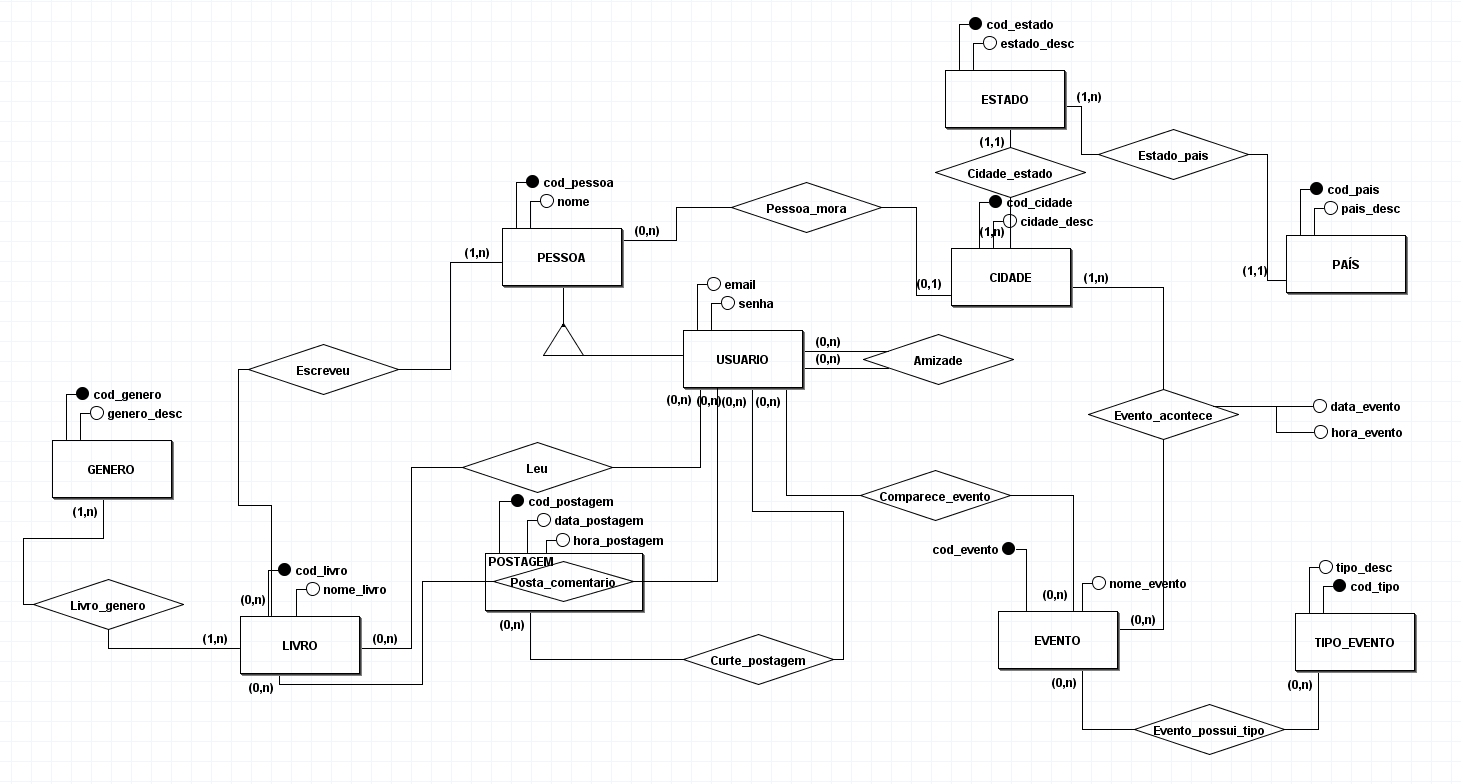 cod_estado
estado_desc
ESTADO
(1,n)
(1,1)
Estado_pais
Cidade_estado
cod_pais
pais_desc
PAÍS
(1,1)
cod_pessoa
nome
PESSOA
(0,n)
(1,n)
Pessoa_mora
cod_cidade
cidade_desc
(1,n)
CIDADE
(0,1)
(1,n)
email
senha
USUARIO
(0,n)
(0,n)
Amizade
(0,n)
(0,n)
(0,n)
(0,n)
Escreveu
cod_genero
genero_desc
GENERO
(1,n)
Evento_acontece
data_evento
hora_evento
Leu
Comparece_evento
cod_postagem
data_postagem
hora_postagem
POSTAGEM
Posta_comentario
(0,n)
cod_evento
nome_evento
(0,n)
(0,n)
EVENTO
(0,n)
tipo_desc
cod_tipo
TIPO_EVENTO
(0,n)
cod_livro
nome_livro
(0,n)
Livro_genero
(1,n)
LIVRO
(0,n)
(0,n)
Curte_postagem
Evento_possui_tipo